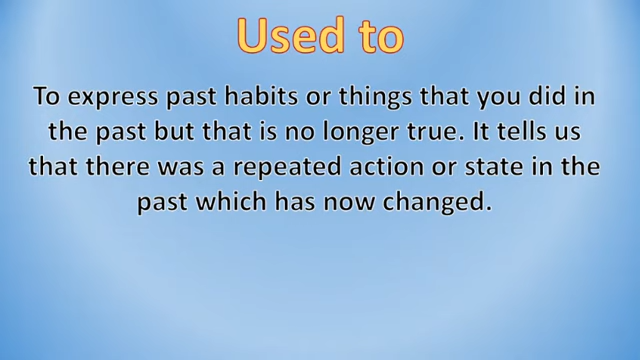 Used to
To express past habits or things that you did in
the past but that is no longer true. It tells us
that there was a repeated action or state in the
past which has now changed.